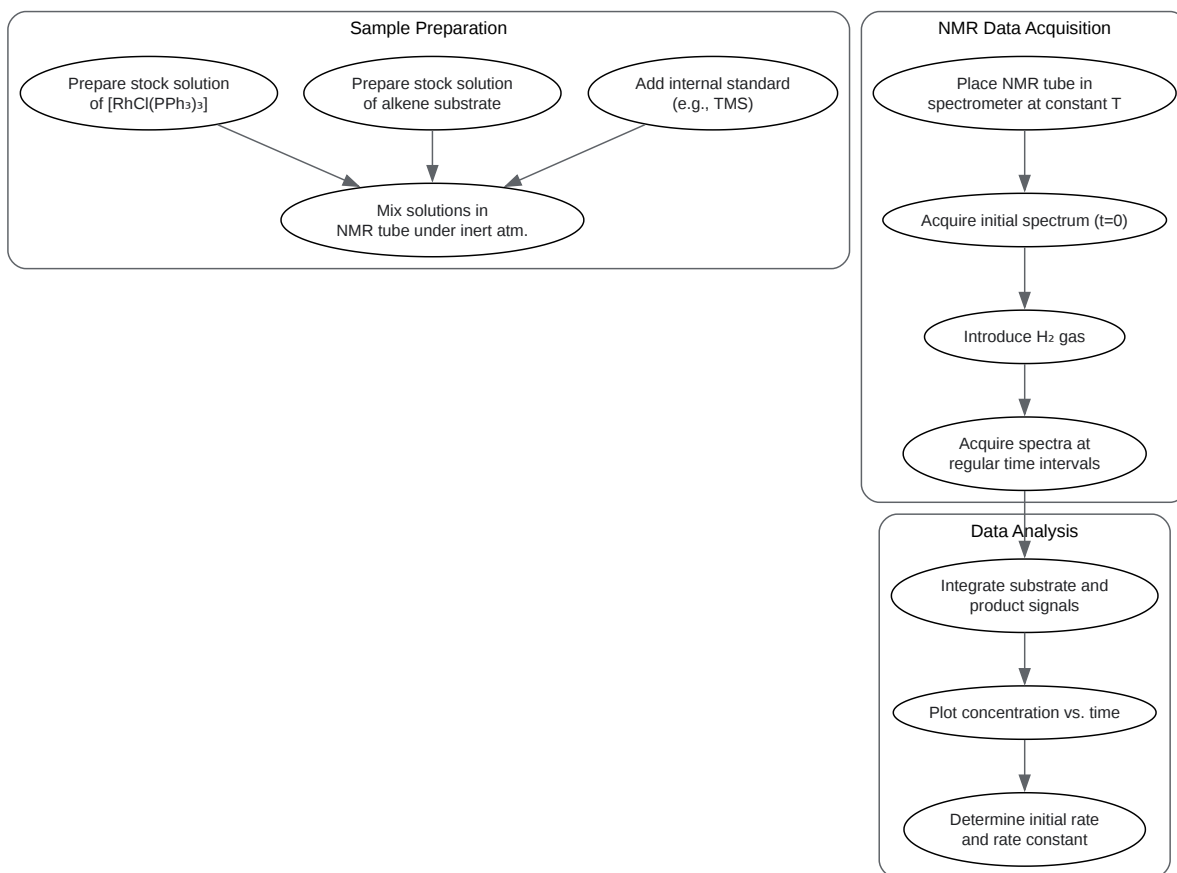 Sample Preparation
Prepare stock solution
of [RhCl(PPh₃)₃]
Prepare stock solution
of alkene substrate
Add internal standard
(e.g., TMS)
Mix solutions in
NMR tube under inert atm.
NMR Data Acquisition
Place NMR tube in
spectrometer at constant T
Acquire initial spectrum (t=0)
Introduce H₂ gas
Acquire spectra at
regular time intervals
Data Analysis
Integrate substrate and
product signals
Plot concentration vs. time
Determine initial rate
and rate constant